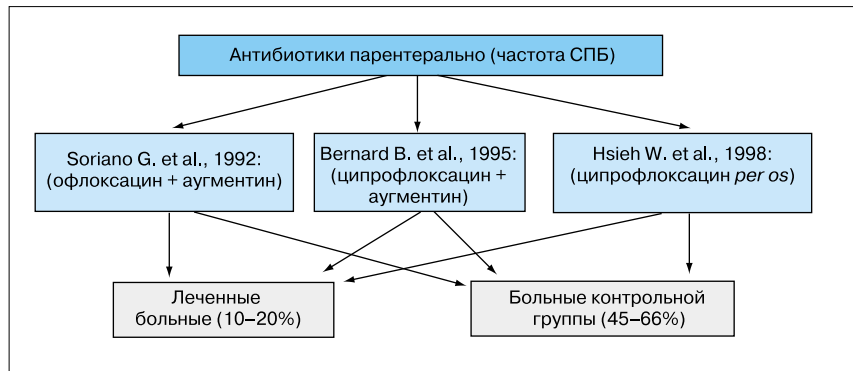 Антибиотики парентерально (частота СПБ)
Soriano G. et al., 1992:
(офлоксацин + аугментин)
Bernard B. et al., 1995:
(ципрофлоксацин +
аугментин)
Hsieh W. et al., 1998:
(ципрофлоксацин per os)
Леченные
больные (10–20%)
Больные контрольной
группы (45–66%)